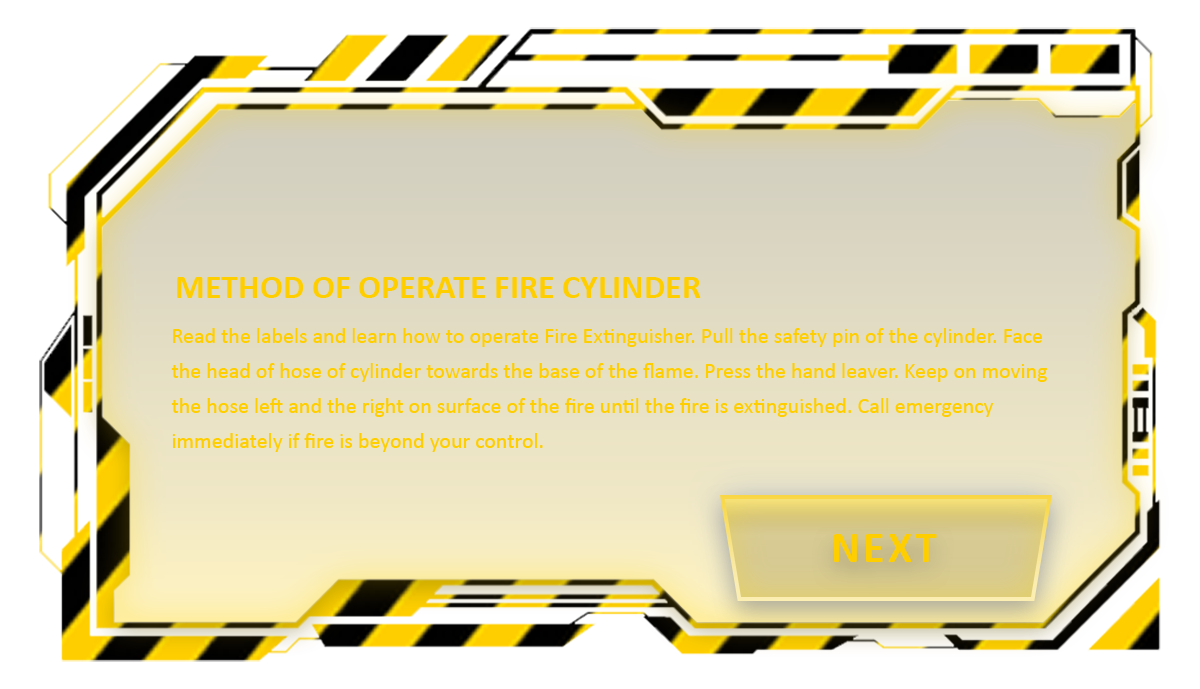 METHOD OF OPERATE FIRE CYLINDER
Read the labels and learn how to operate Fire Extinguisher. Pull the safety pin of the cylinder. Face
the head of hose of cylinder towards the base of the flame. Press the hand leaver. Keep on moving
the hose left and the right on surface of the fire until the fire is extinguished. Call emergency
immediately if fire is beyond your control.
NEXT